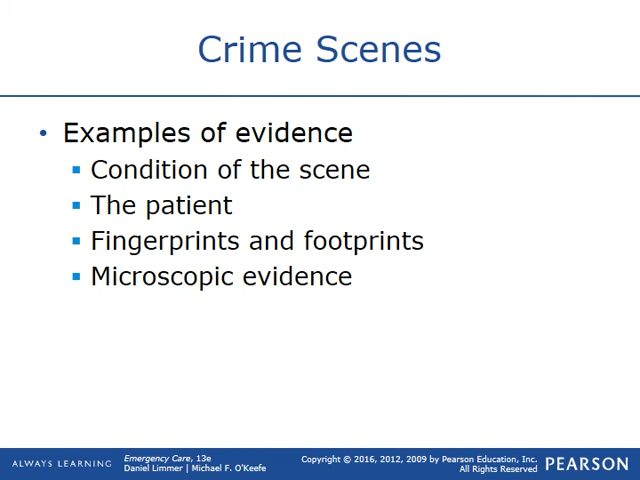 Crime Scenes
• Examples of evidence
▪ Condition of the scene
▪ The patient
▪ Fingerprints and footprints
▪ Microscopic evidence
ALWAYS LEARNING
Emergency Care, 13e
Daniel Limmer | Michael F. O'Keefe
Copyright © 2016, 2012, 2009 by Pearson Education, Inc.
All Rights Reserved
PEARSON